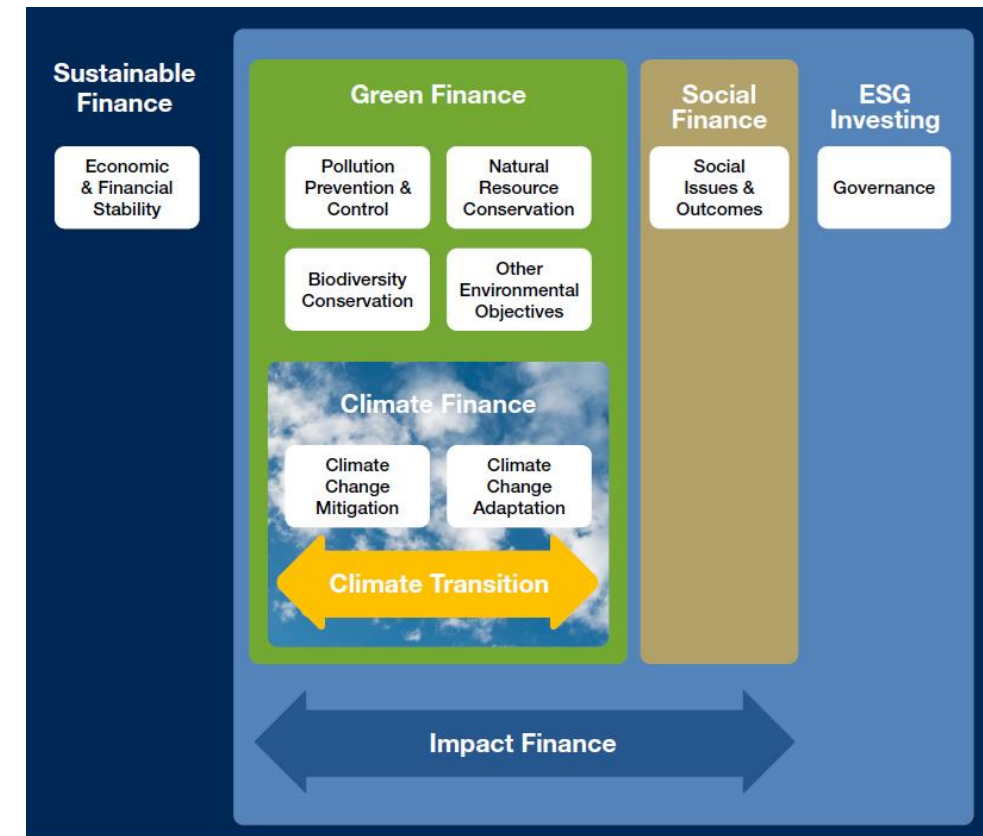 Sustainable
Finance
Economic
& Financial
Stability
Green Finance
Pollution
Prevention &
Control
Natural
Resource
Conservation
Biodiversity
Conservation
Other
Environmental
Objectives
Climate Finance
Climate
Change
Mitigation
Climate
Change
Adaptation
Climate Transition
Social
Finance
Social
Issues &
Outcomes
ESG
Investing
Governance
Impact Finance